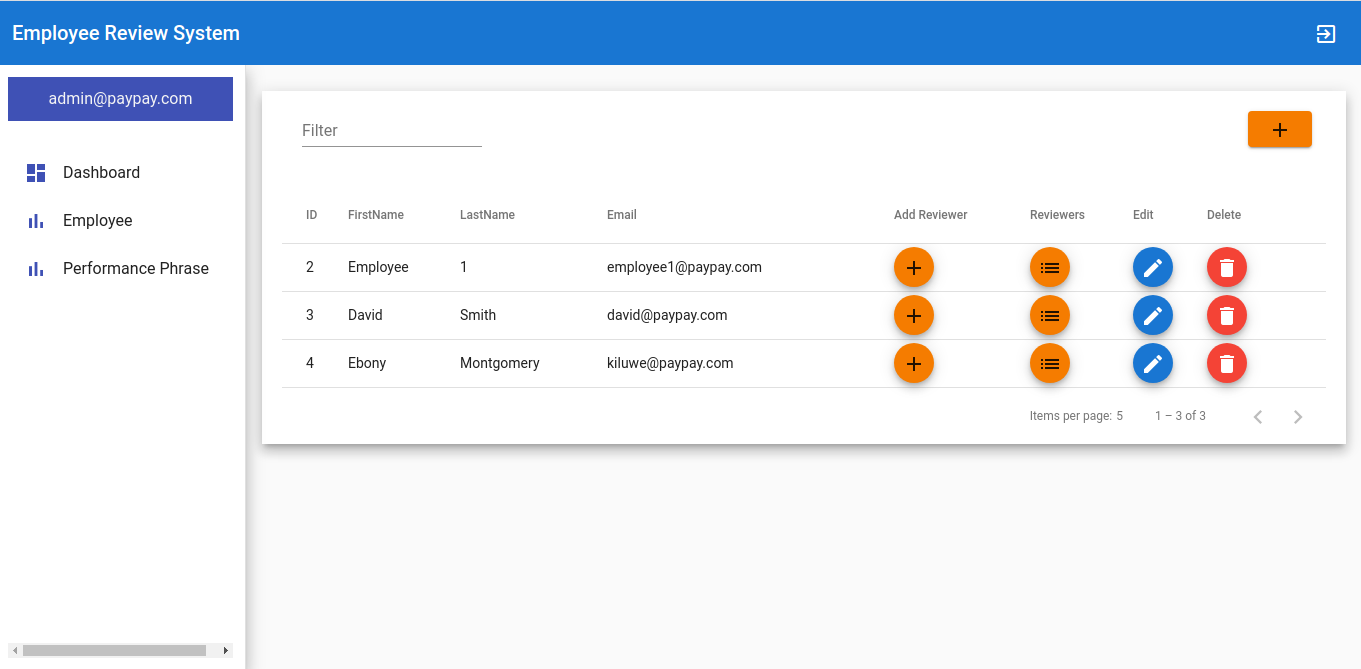 Employee Review System
admin@paypay.com
Dashboard
Employee
Performance Phrase
Filter
ID FirstName LastName Email Add Reviewer Reviewers Edit Delete
2 Employee 1 employee1@paypay.com
3 David Smith david@paypay.com
4 Ebony Montgomery kiluwe@paypay.com
Items per page: 5 1 – 3 of 3